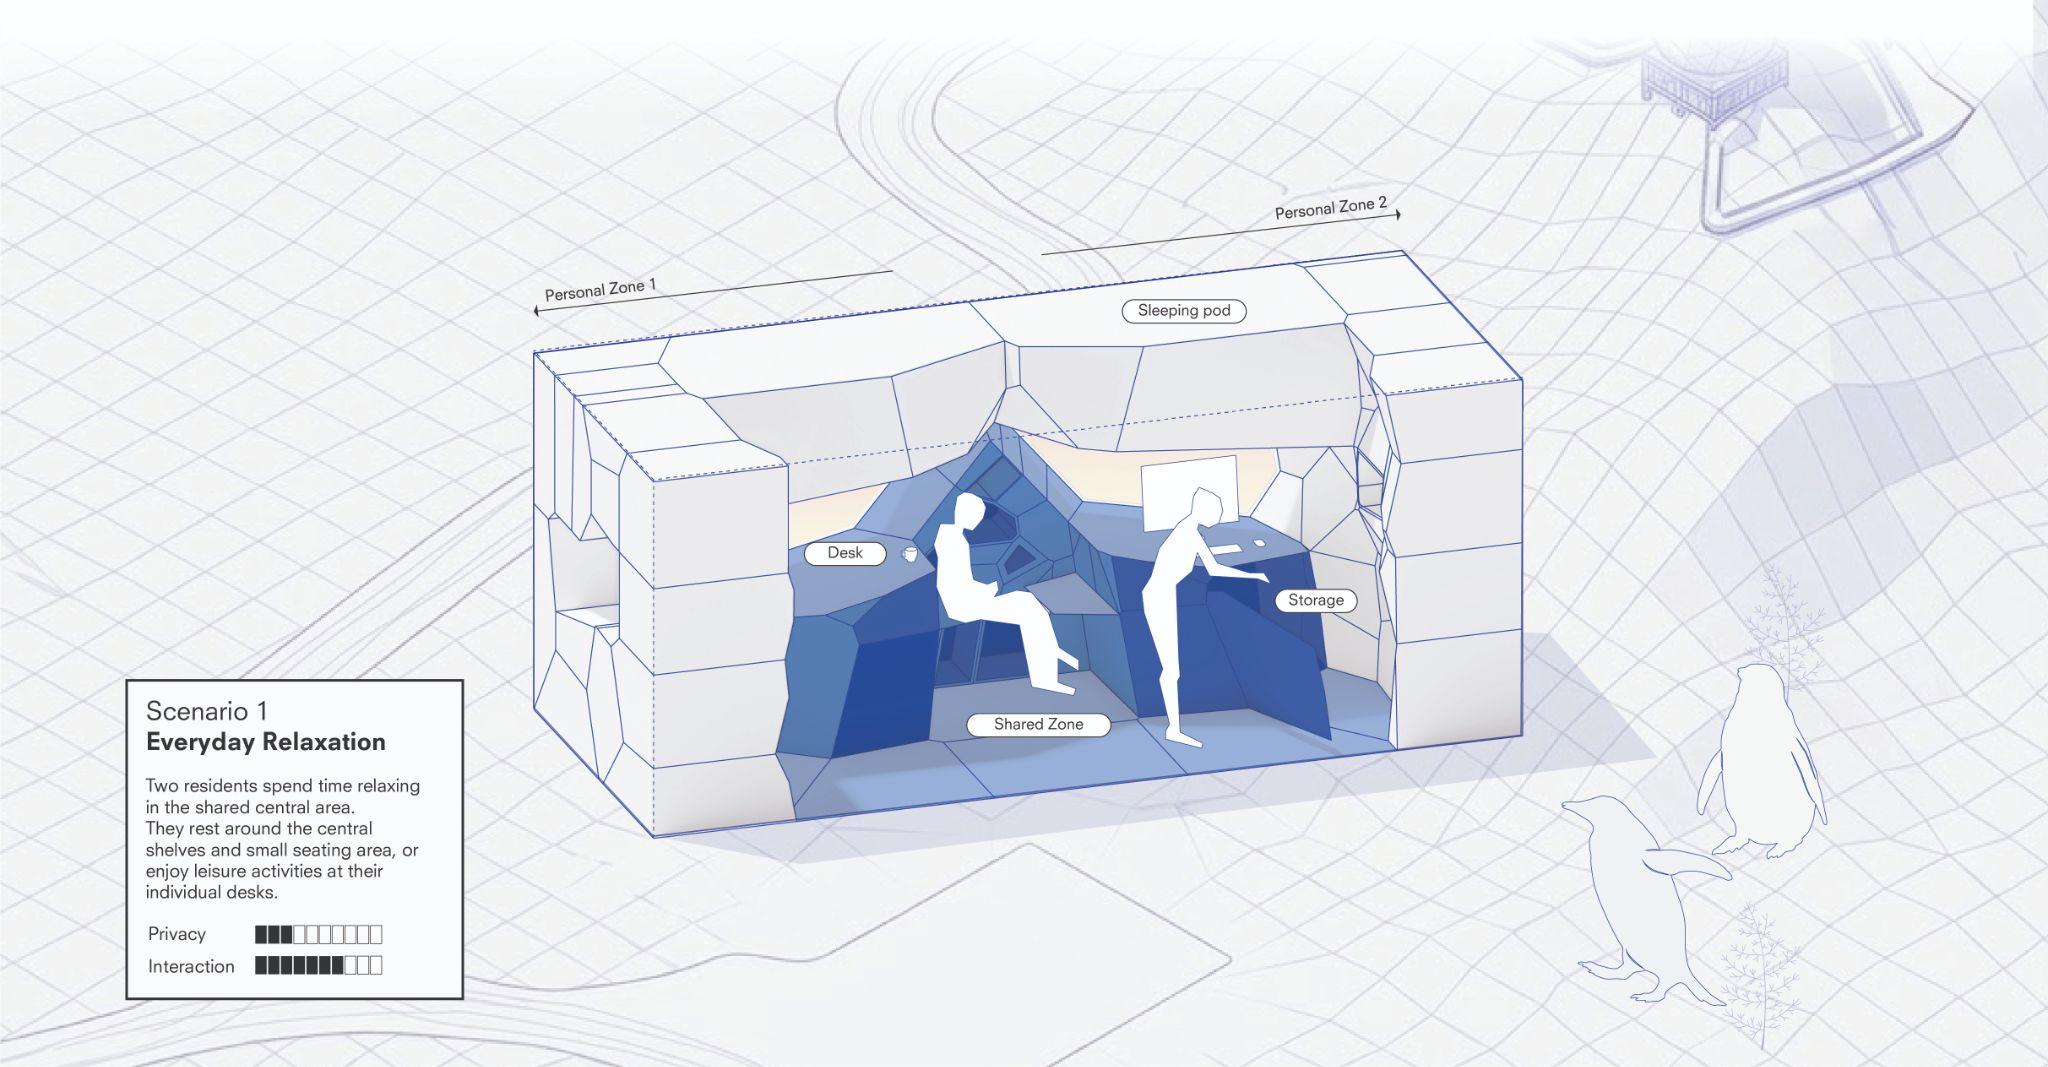 Personal Zone 2
Personal Zone 1
Sleeping pod
Desk
Storage
Shared Zone
Scenario 1
Everyday Relaxation
Two residents spend time relaxing
in the shared central area.
They rest around the central
shelves and small seating area, or
enjoy leisure activities at their
individual desks.
Privacy
Interaction